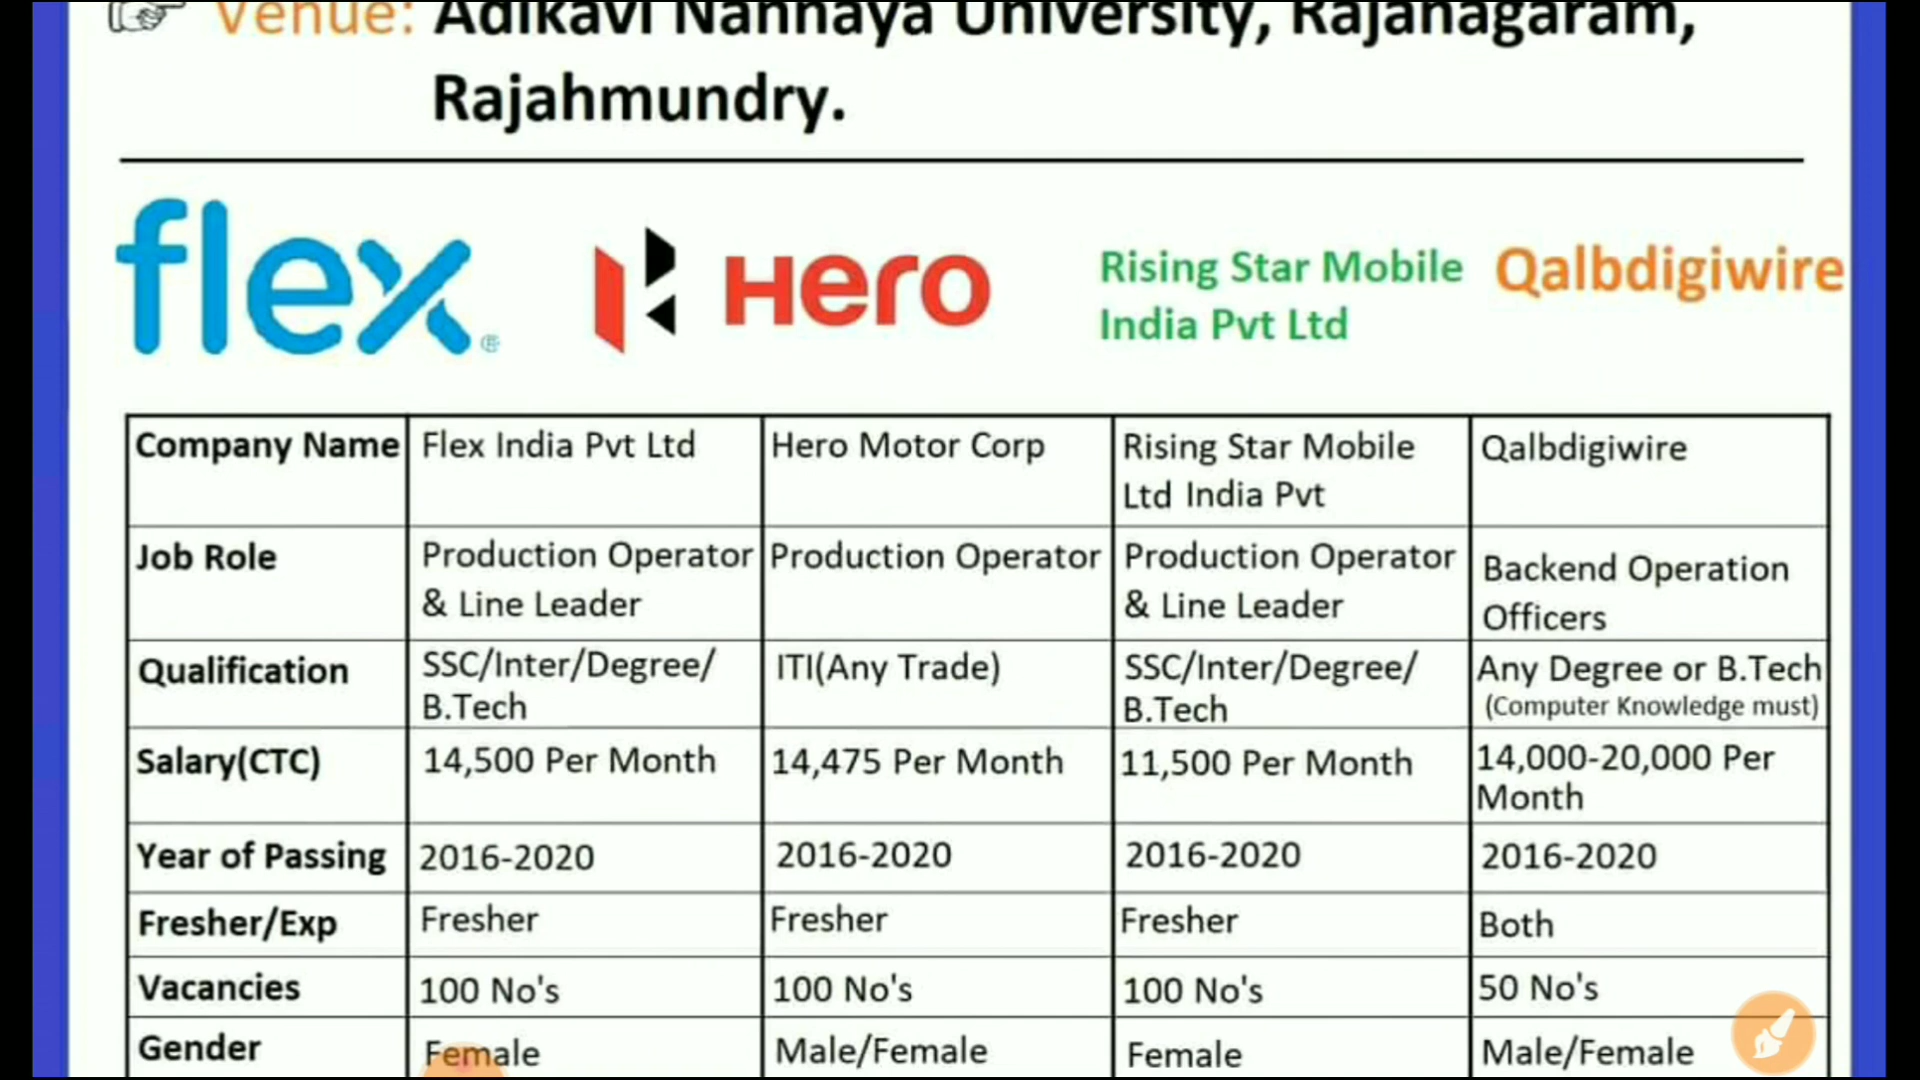 Venue: Adikavi Nannaya University, Rajanagaram,
Rajahmundry.
flex
Hero
Rising Star Mobile
India Pvt Ltd
Qalbdigiwire
Company Name Flex India Pvt Ltd Hero Motor Corp Rising Star Mobile Qalbdigiwire
Ltd India Pvt
Job Role Production Operator Production Operator Production Operator Backend Operation
& Line Leader & Line Leader Officers
Qualification SSC/Inter/Degree/ ITI(Any Trade) SSC/Inter/Degree/ Any Degree or B.Tech
B.Tech B.Tech (Computer Knowledge must)
Salary(CTC) 14,500 Per Month 14,475 Per Month 11,500 Per Month 14,000-20,000 Per
Month
Year of Passing 2016-2020 2016-2020 2016-2020 2016-2020
Fresher/Exp Fresher Fresher Fresher Both
Vacancies 100 No's 100 No's 100 No's 50 No's
Gender Female Male/Female Female Male/Female